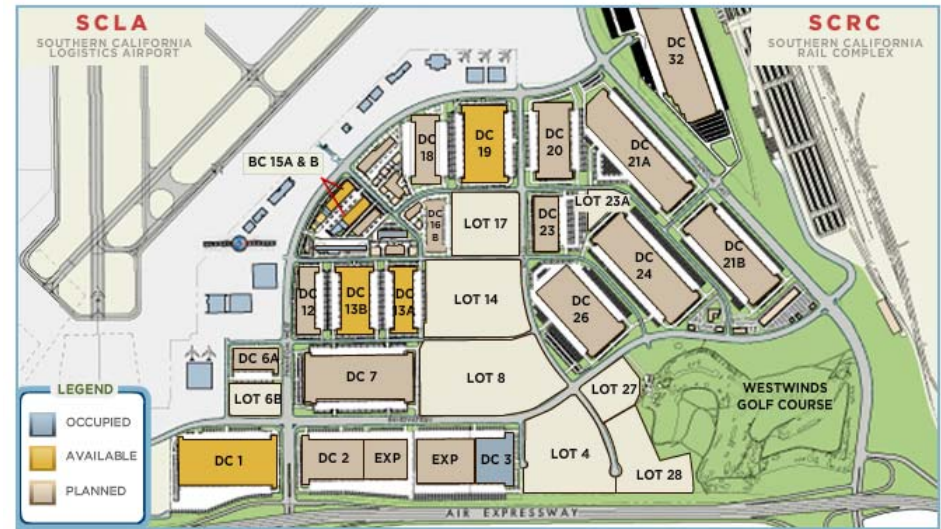 SCLA
SOUTHERN CALIFORNIA
LOGISTICS AIRPORT
SCRC
SOUTHERN CALIFORNIA
RAIL COMPLEX
DC
32
BC 15A & B
DC
18
DC
19
DC
20
DC
21A
DC
16
B
LOT 17
DC
23
LOT 23A
DC
24
DC
21B
DC
12
DC
13B
DC
13A
LOT 14
DC
26
DC 6A
LOT 6B
DC 7
LOT 8
LOT 27
WESTWINDS
GOLF COURSE
LEGEND
OCCUPIED
AVAILABLE
PLANNED
DC 1
DC 2
EXP
EXP
DC 3
LOT 4
LOT 28
AIR EXPRESSWAY